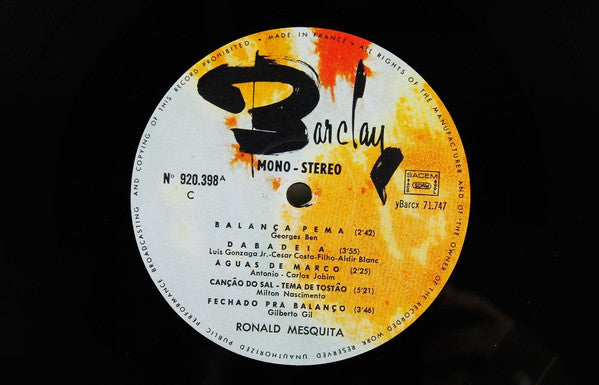 • MADE IN FRANCE • ALL RIGHTS OF THE MANUFACTURER AND OF THE OWNER OF THE RECORDED WORK RESERVED UNAUTHORIZED PUBLIC PERFORMANCE BROADCASTING AND COPYING OF THIS RECORD PROHIBITED
Barclay
MONO - STEREO
N° 920.398 A
C
SACEM
yBarcx 71.747
BALANÇA PEMA (2'42)
Georges Ben
DABADEIA (3'55)
Luis Gonzaga Jr.-Cesar Costa-Filho-Aldir Blanc
ÁGUAS DE MARCO (2'25)
Antonio - Carlos Jobim
CANÇÃO DO SAL - TEMA DE TOSTÃO (5'21)
Milton Nascimento
FECHADO PRÁ BALANÇO (3'46)
Gilberto Gil
RONALD MESQUITA